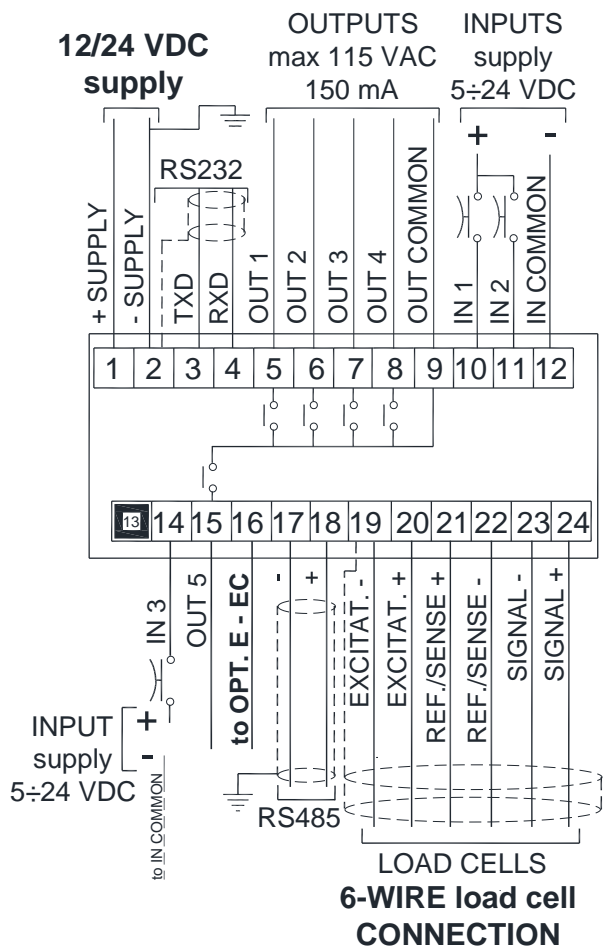 12/24 VDC
supply
OUTPUTS
max 115 VAC
150 mA
INPUTS
supply
5÷24 VDC
+ -
RS232
+ SUPPLY
- SUPPLY
TXD
RXD
OUT 1
OUT 2
OUT 3
OUT 4
OUT COMMON
IN 1
IN 2
IN COMMON
1 2 3 4 5 6 7 8 9 10 11 12
13 14 15 16 17 18 19 20 21 22 23 24
IN 3
OUT 5
to OPT. E - EC
-
+
EXCITAT. -
EXCITAT. +
REF./SENSE +
REF./SENSE -
SIGNAL -
SIGNAL +
INPUT
supply
5÷24 VDC
+
-
to IN COMMON
RS485
LOAD CELLS
6-WIRE load cell
CONNECTION